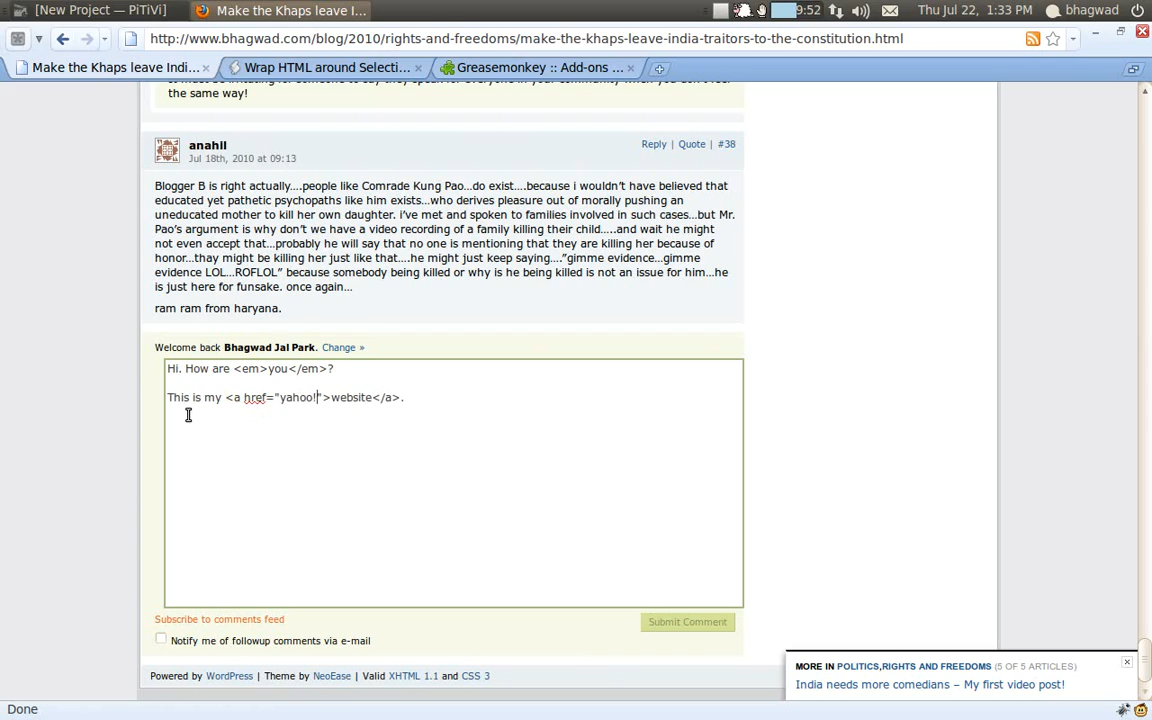 [New Project — PiTiVi]
Make the Khaps leave I...
9:52
Thu Jul 22, 1:33 PM
bhagwad
http://www.bhagwad.com/blog/2010/rights-and-freedoms/make-the-khaps-leave-india-traitors-to-the-constitution.html
Make the Khaps leave Indi...
Wrap HTML around Selecti...
Greasemonkey :: Add-ons ...
the same way!
anahil
Reply | Quote | #38
Jul 18th, 2010 at 09:13
Blogger B is right actually....people like Comrade Kung Pao...do exist....because i wouldn't have believed that
educated yet pathetic psychopaths like him exists...who derives pleasure out of morally pushing an
uneducated mother to kill her own daughter. i've met and spoken to families involved in such cases...but Mr.
Pao's argument is why don't we have a video recording of a family killing their child.....and wait he might
not even accept that...probably he will say that no one is mentioning that they are killing her because of
honor...thay might be killing her just like that....he might just keep saying...."gimme evidence...gimme
evidence LOL...ROFLOL" because somebody being killed or why is he being killed is not an issue for him...he
is just here for funsake. once again...
ram ram from haryana.
Welcome back Bhagwad Jal Park. Change »
Hi. How are <em>you</em>?
This is my <a href="yahoo!">website</a>.
Subscribe to comments feed
Submit Comment
Notify me of followup comments via e-mail
MORE IN POLITICS,RIGHTS AND FREEDOMS (5 OF 5 ARTICLES)
India needs more comedians – My first video post!
Powered by WordPress | Theme by NeoEase | Valid XHTML 1.1 and CSS 3
Done